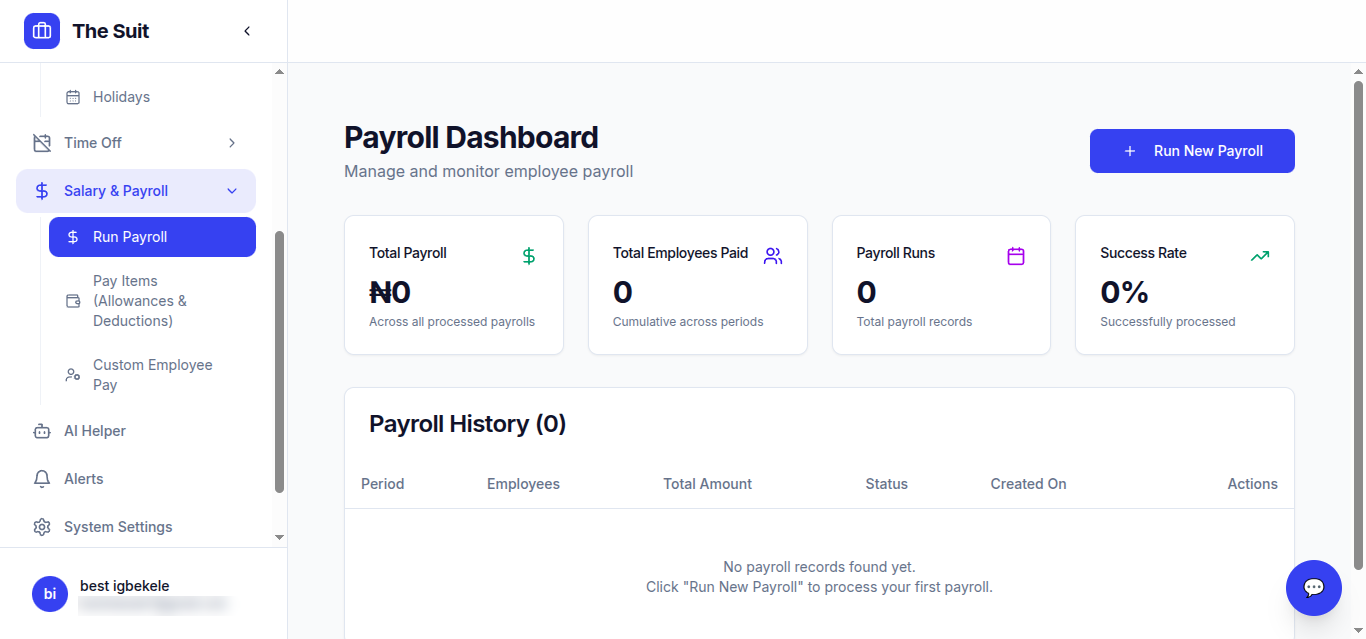 The Suit
Holidays
Time Off
Salary & Payroll
Run Payroll
Pay Items
(Allowances &
Deductions)
Custom Employee
Pay
AI Helper
Alerts
System Settings
bi
best igbekele
Payroll Dashboard
Manage and monitor employee payroll
+ Run New Payroll
Total Payroll
₦0
Across all processed payrolls
Total Employees Paid
0
Cumulative across periods
Payroll Runs
0
Total payroll records
Success Rate
0%
Successfully processed
Payroll History (0)
Period Employees Total Amount Status Created On Actions
No payroll records found yet.
Click "Run New Payroll" to process your first payroll.